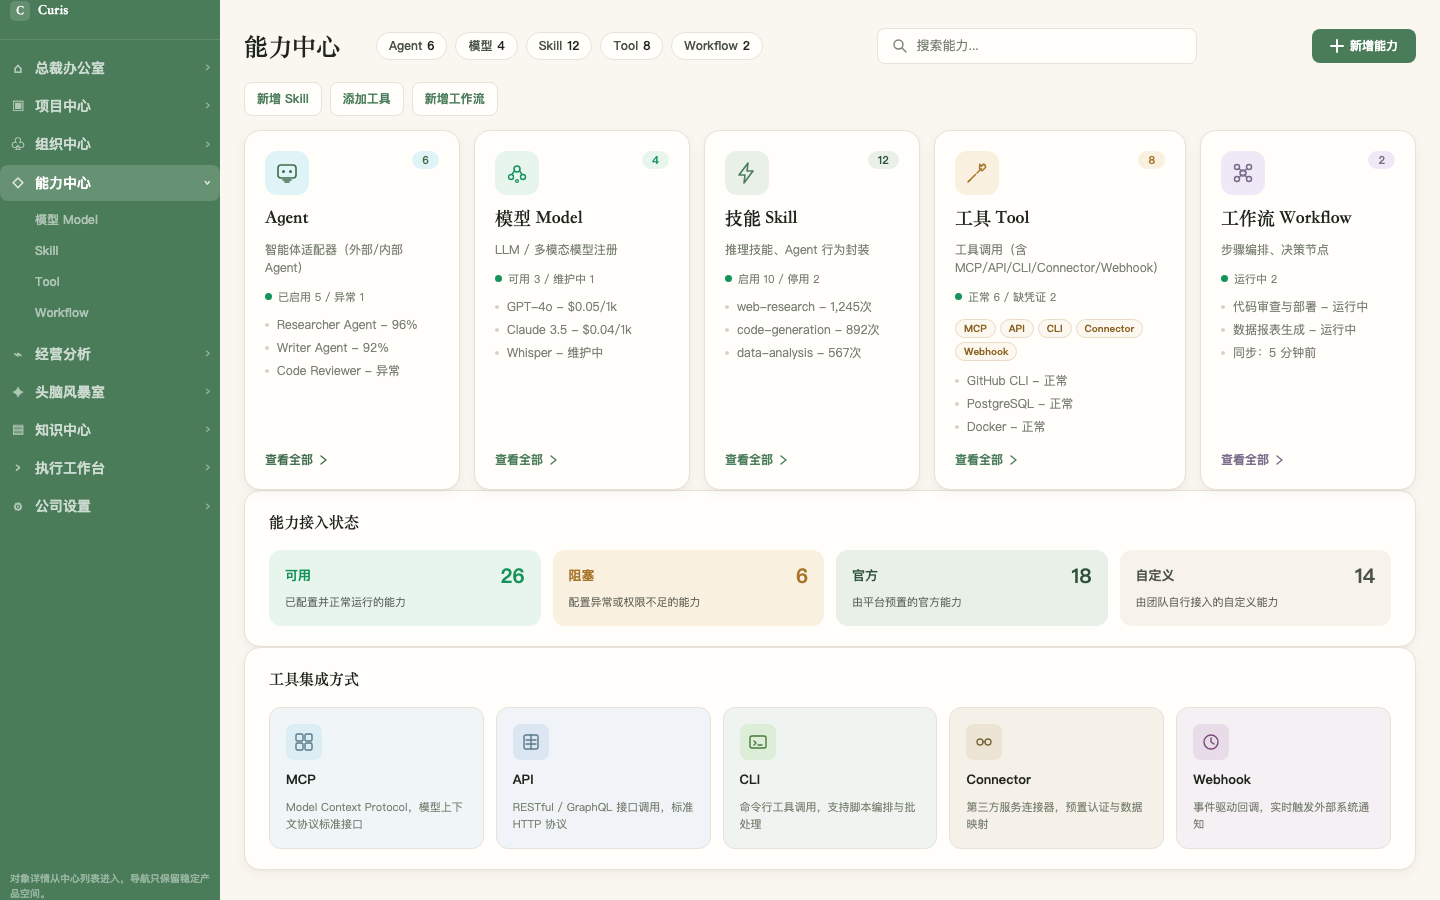 C Curis
总裁办公室
项目中心
组织中心
能力中心
模型 Model
Skill
Tool
Workflow
经营分析
头脑风暴室
知识中心
执行工作台
公司设置
对象详情从中心列表进入，导航只保留稳定产
品空间。
能力中心
Agent 6
模型 4
Skill 12
Tool 8
Workflow 2
搜索能力...
新增能力
新增 Skill
添加工具
新增工作流
6
Agent
智能体适配器（外部/内部
Agent)
已启用 5 / 异常 1
Researcher Agent – 96%
Writer Agent – 92%
Code Reviewer – 异常
查看全部
4
模型 Model
LLM / 多模态模型注册
可用 3 / 维护中 1
GPT-4o – $0.05/1k
Claude 3.5 – $0.04/1k
Whisper – 维护中
查看全部
12
技能 Skill
推理技能、Agent 行为封装
启用 10 / 停用 2
web-research – 1,245次
code-generation – 892次
data-analysis – 567次
查看全部
8
工具 Tool
工具调用（含
MCP/API/CLI/Connector/Webhook)
正常 6 / 缺凭证 2
MCP
API
CLI
Connector
Webhook
GitHub CLI – 正常
PostgreSQL – 正常
Docker – 正常
查看全部
2
工作流 Workflow
步骤编排、决策节点
运行中 2
代码审查与部署 – 运行中
数据报表生成 – 运行中
同步：5 分钟前
查看全部
能力接入状态
可用 26
已配置并正常运行的能力
阻塞 6
配置异常或权限不足的能力
官方 18
由平台预置的官方能力
自定义 14
由团队自行接入的自定义能力
工具集成方式
MCP
Model Context Protocol，模型上下
文协议标准接口
API
RESTful / GraphQL 接口调用，标准
HTTP 协议
CLI
命令行工具调用，支持脚本编排与批
处理
Connector
第三方服务连接器，预置认证与数据
映射
Webhook
事件驱动回调，实时触发外部系统通
知